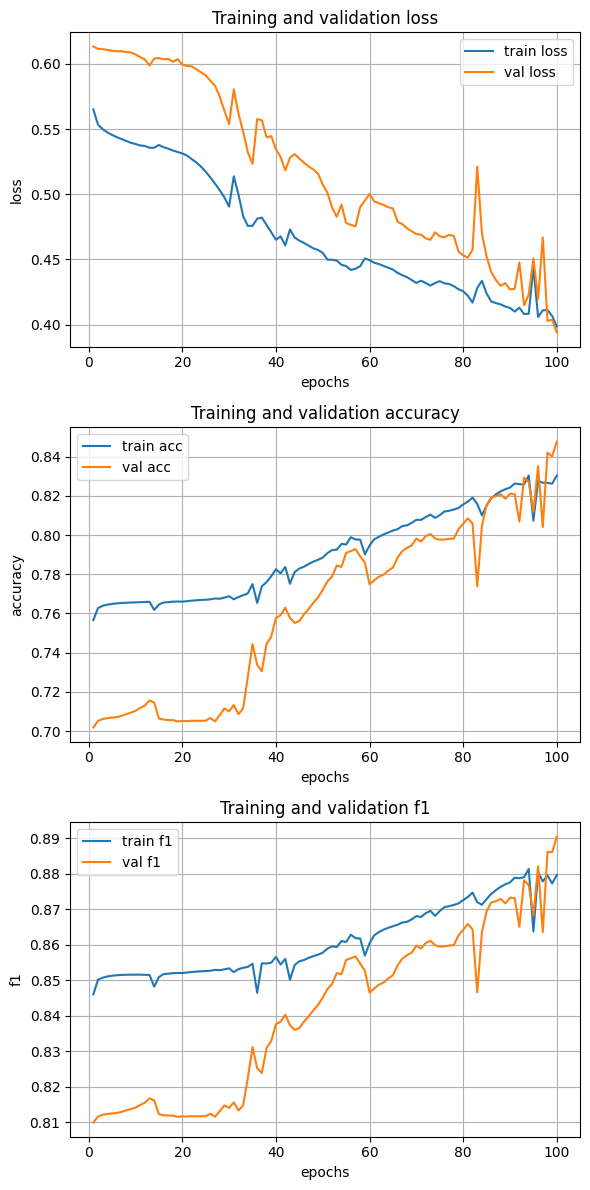 Training and validation loss
train loss
val loss
0.60
0.55
0.50
0.45
0.40
loss
0 20 40 60 80 100
epochs
Training and validation accuracy
train acc
val acc
0.84
0.82
0.80
0.78
0.76
0.74
0.72
0.70
accuracy
0 20 40 60 80 100
epochs
Training and validation f1
train f1
val f1
0.89
0.88
0.87
0.86
0.85
0.84
0.83
0.82
0.81
f1
0 20 40 60 80 100
epochs